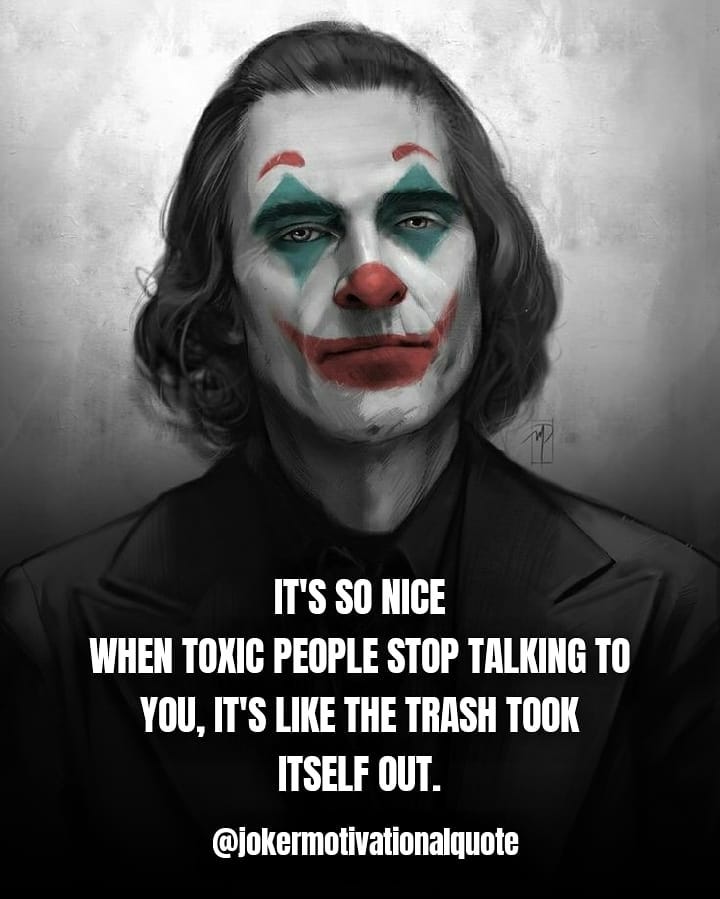 IT'S SO NICE
WHEN TOXIC PEOPLE STOP TALKING TO
YOU, IT'S LIKE THE TRASH TOOK
ITSELF OUT.
@jokermotivationalquote